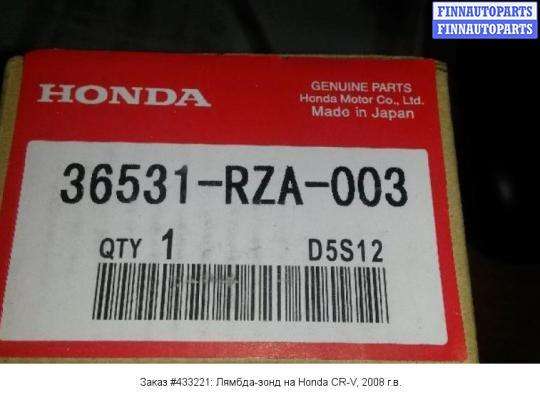 FINNAUTOPARTS
FINNAUTOPARTS
HONDA
GENUINE PARTS
Honda Motor Co., Ltd.
Made in Japan
36531-RZA-003
QTY 1
D5S12
Заказ #433221: Лямбда-зонд на Honda CR-V, 2008 г.в.